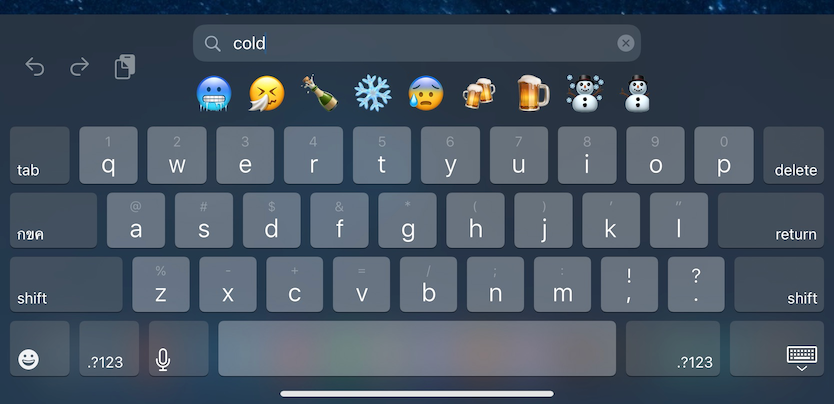 cold
1 2 3 4 5 6 7 8 9 0
tab q w e r t y u i o p delete
@ # $ & * ( ) ' "
กขค a s d f g h j k l return
% - + = / ; : ! ?
shift z x c v b n m , . shift
.?123 .?123